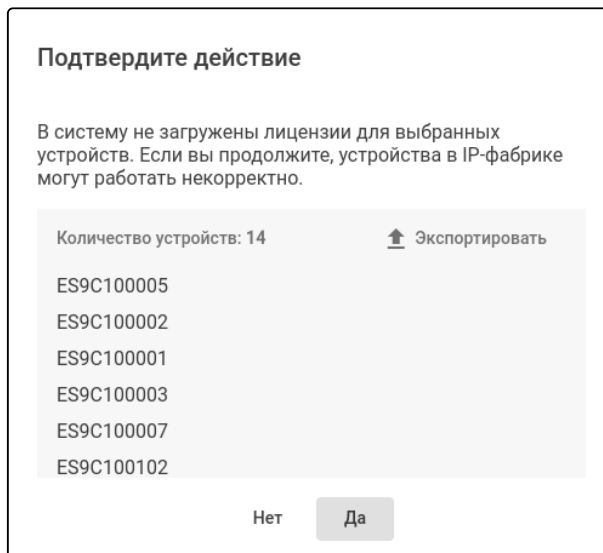 Подтвердите действие
В систему не загружены лицензии для выбранных
устройств. Если вы продолжите, устройства в IP-фабрике
могут работать некорректно.
Количество устройств: 14
Экспортировать
ES9C100005
ES9C100002
ES9C100001
ES9C100003
ES9C100007
ES9C100102
Нет
Да